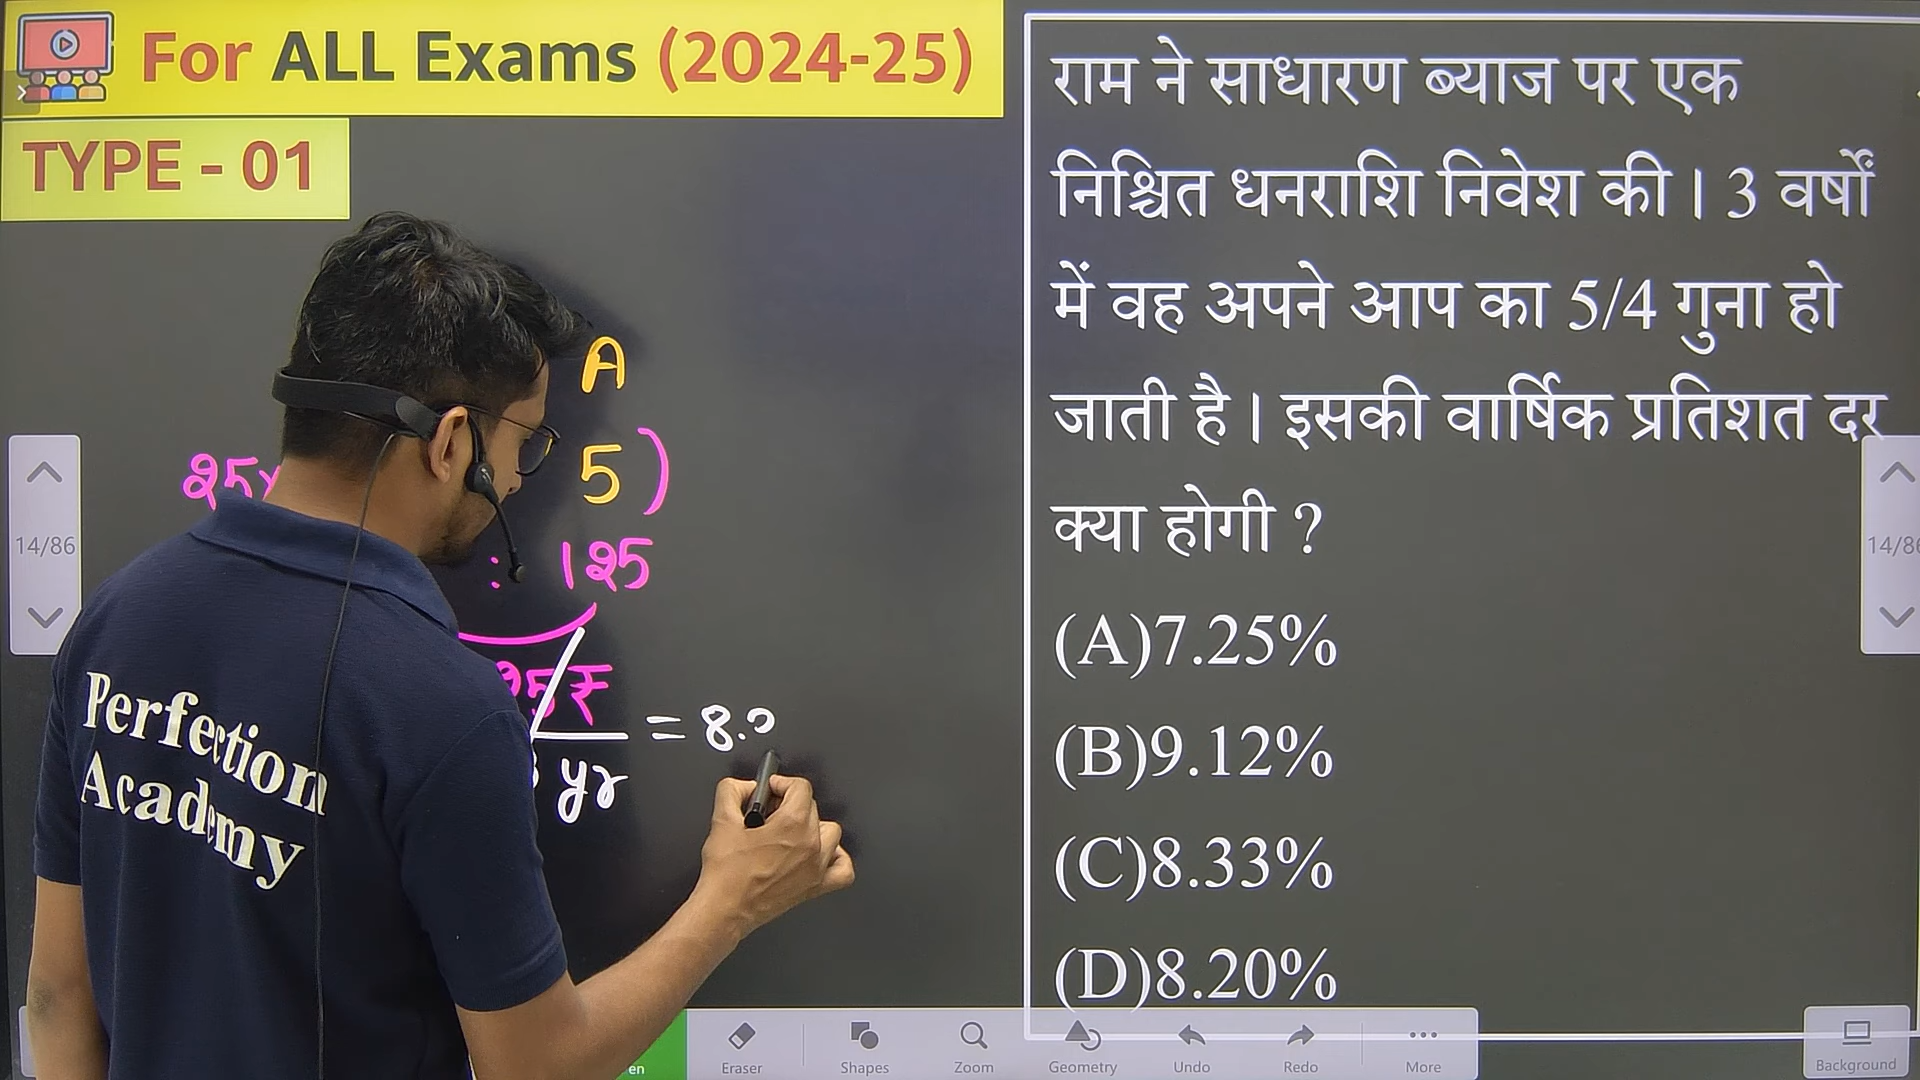 For ALL Exams (2024-25)
TYPE - 01
A
25
5)
: 125
25₹
yr
= 8.3
14/86
Perfection
Academy
राम ने साधारण ब्याज पर एक
निश्चित धनराशि निवेश की। 3 वर्षों
में वह अपने आप का 5/4 गुना हो
जाती है। इसकी वार्षिक प्रतिशत दर
क्या होगी ?
(A)7.25%
(B)9.12%
(C)8.33%
(D)8.20%
14/86
Eraser
Shapes
Zoom
Geometry
Undo
Redo
More
Background